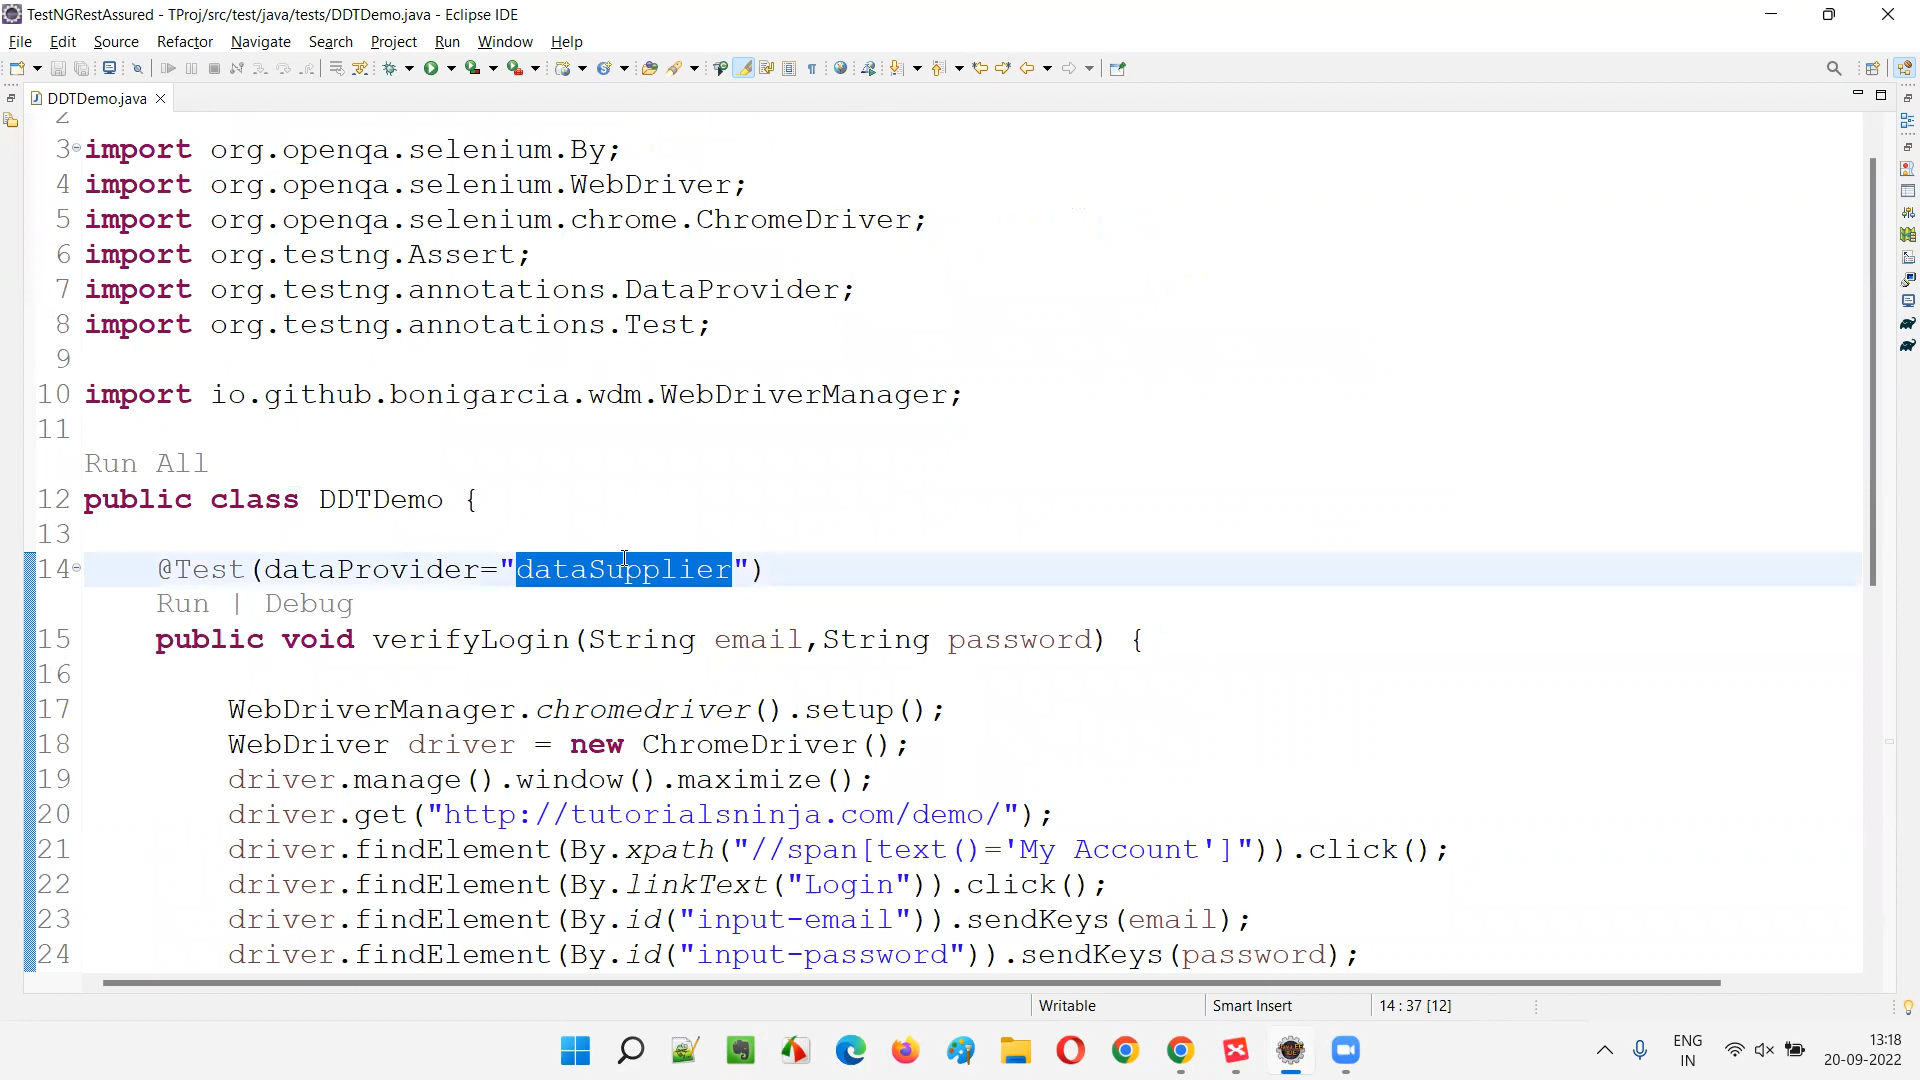 TestNGRestAssured - TProj/src/test/java/tests/DDTDemo.java - Eclipse IDE
File Edit Source Refactor Navigate Search Project Run Window Help
DDTDemo.java
2
3 import org.openqa.selenium.By;
4 import org.openqa.selenium.WebDriver;
5 import org.openqa.selenium.chrome.ChromeDriver;
6 import org.testng.Assert;
7 import org.testng.annotations.DataProvider;
8 import org.testng.annotations.Test;
9
10 import io.github.bonigarcia.wdm.WebDriverManager;
11
Run All
12 public class DDTDemo {
13
14 @Test(dataProvider="dataSupplier")
Run | Debug
15 public void verifyLogin(String email,String password) {
16
17 WebDriverManager.chromedriver().setup();
18 WebDriver driver = new ChromeDriver();
19 driver.manage().window().maximize();
20 driver.get("http://tutorialsninja.com/demo/");
21 driver.findElement(By.xpath("//span[text()='My Account']")).click();
22 driver.findElement(By.linkText("Login")).click();
23 driver.findElement(By.id("input-email")).sendKeys(email);
24 driver.findElement(By.id("input-password")).sendKeys(password);
Writable Smart Insert 14 : 37 [12]
ENG
IN
13:18
20-09-2022